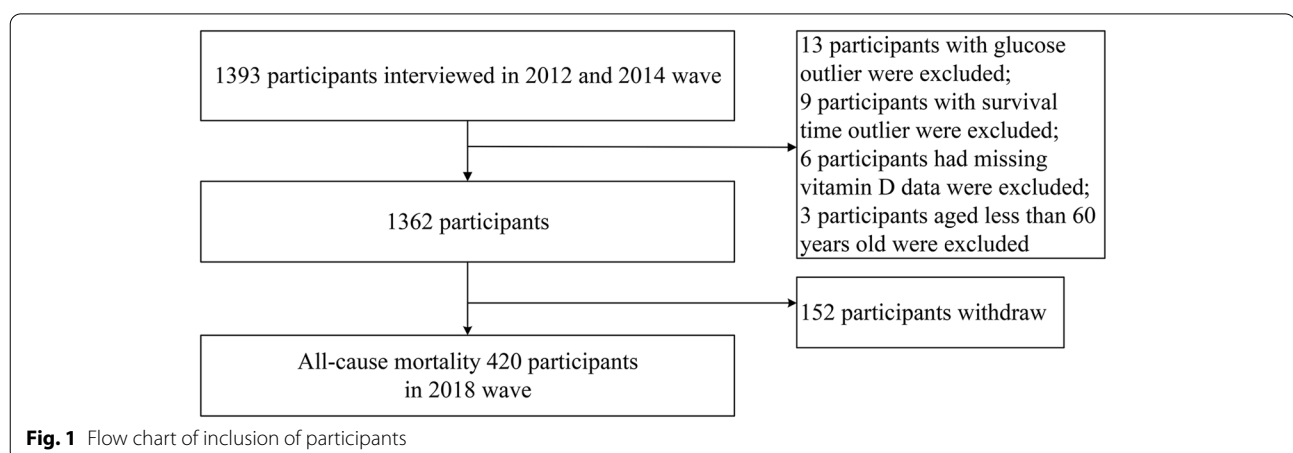 1393 participants interviewed in 2012 and 2014 wave
13 participants with glucose
outlier were excluded;
9 participants with survival
time outlier were excluded;
6 participants had missing
vitamin D data were excluded;
3 participants aged less than 60
years old were excluded
1362 participants
152 participants withdraw
All-cause mortality 420 participants
in 2018 wave
Fig. 1 Flow chart of inclusion of participants